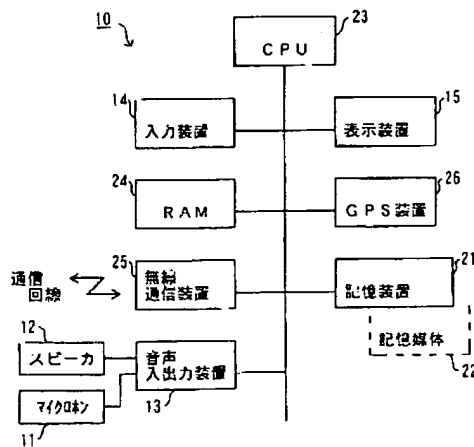 10
23
CPU
14
入力装置
15
表示装置
24
RAM
26
GPS装置
通信
回線
25
無線
通信装置
21
記憶装置
記憶媒体
22
12
スピーカ
音声
入出力装置
13
マイクロホン
11